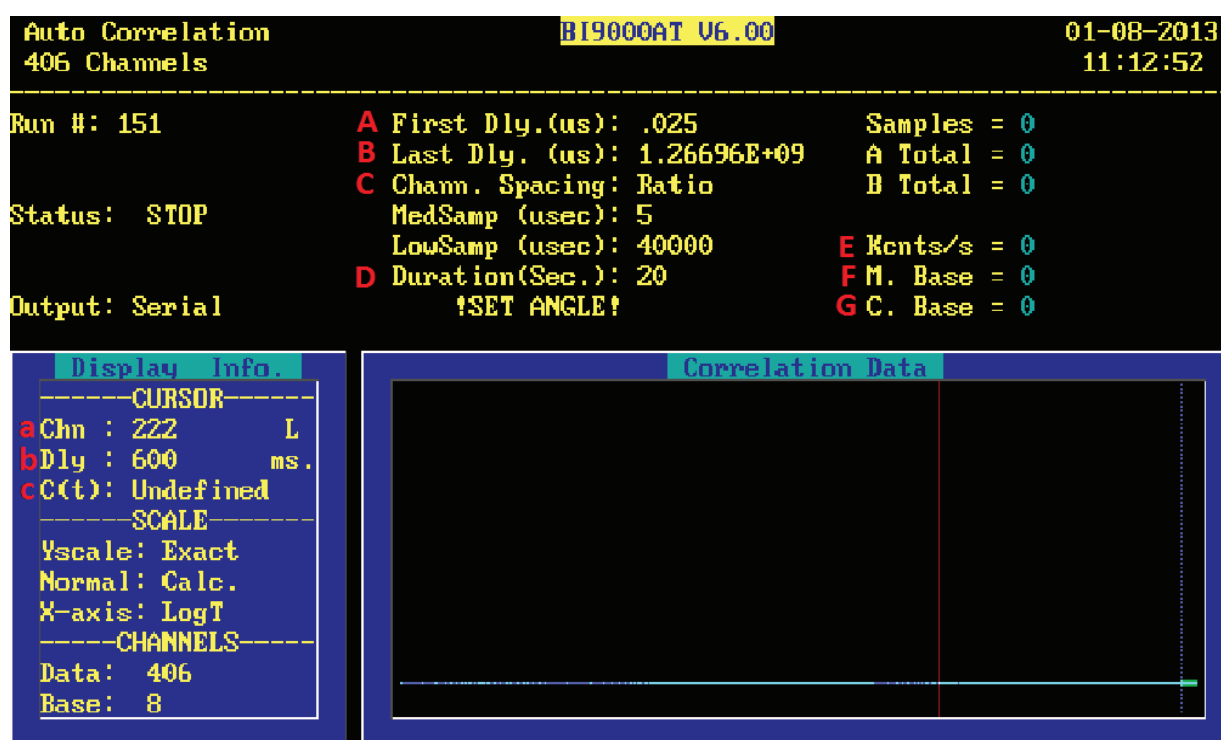 Auto Correlation BI9000AT V6.00 01-08-2013
406 Channels 11:12:52
Run #: 151 A First Dly.(us): .025 Samples = 0
B Last Dly. (us): 1.26696E+09 A Total = 0
C Chann. Spacing: Ratio B Total = 0
Status: STOP MedSamp (usec): 5
LowSamp (usec): 40000 E Kcnts/s = 0
D Duration(Sec.): 20 F M. Base = 0
Output: Serial !SET ANGLE! G C. Base = 0
Display Info. Correlation Data
------CURSOR------
a Chn : 222 L
b Dly : 600 ms.
c C(t): Undefined
------SCALE-------
Yscale: Exact
Normal: Calc.
X-axis: LogT
-----CHANNELS-----
Data: 406
Base: 8